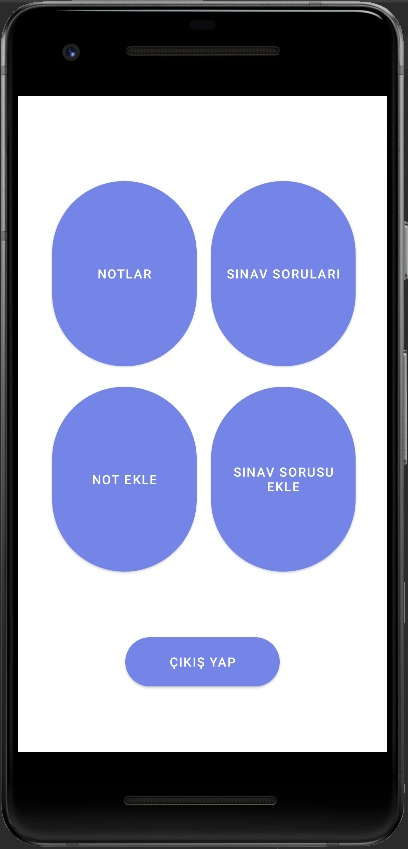 NOTLAR
SINAV SORULARI
NOT EKLE
SINAV SORUSU
EKLE
ÇIKIŞ YAP